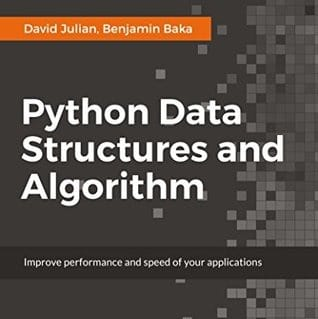 David Julian, Benjamin Baka
Python Data
Structures and
Algorithm
Improve performance and speed of your applications